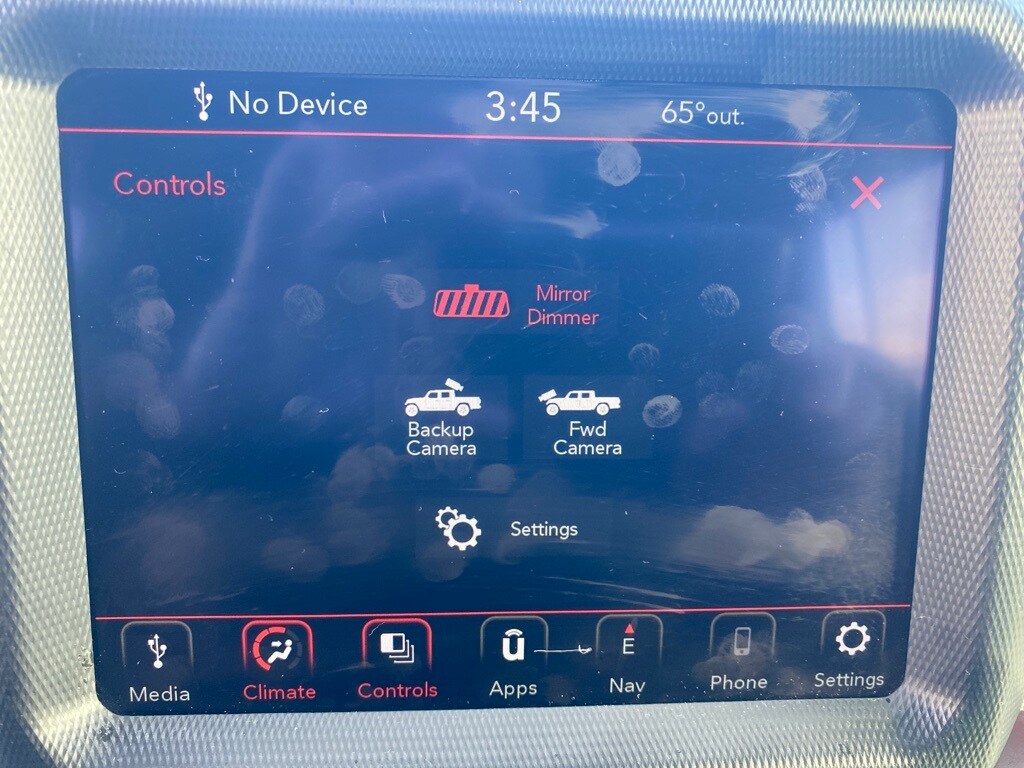 No Device 3:45 65° out.
Controls X
Mirror
Dimmer
Backup
Camera
Fwd
Camera
Settings
E
Media Climate Controls Apps Nav Phone Settings